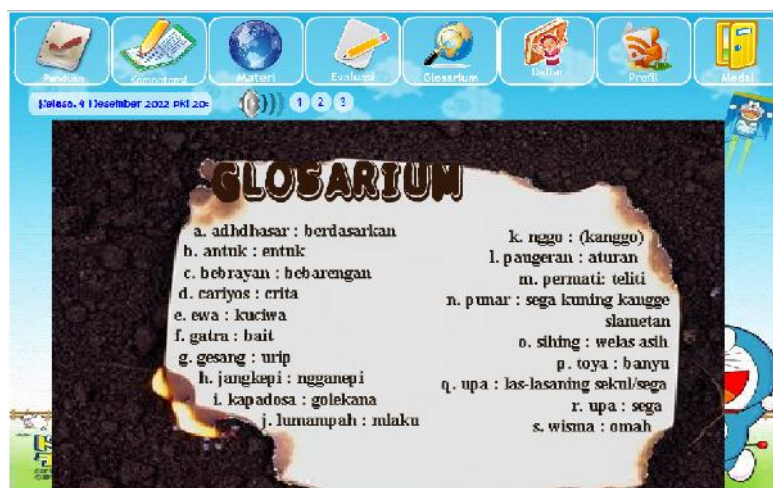 Panduan
Kompetensi
Materi
Evaluasi
Glosarium
Daftar
Profil
Medal
1 2 3
GLOSARIUM
a. adhdhasar : berdasarkan
b. antuk : entuk
c. bebrayan : bebarengan
d. cariyos : crita
e. ewa : kuciwa
f. gatra : bait
g. gesang : urip
h. jangkepi : ngganepi
i. kapadosa : golekana
j. lumampah : mlaku
k. nggo : (kanggo)
l. paugeran : aturan
m. permati: teliti
n. punar : sega kuning kangge
slametan
o. sihing : welas asih
p. toya : banyu
q. upa : las-lasaning sekul/sega
r. upa : sega
s. wisma : omah